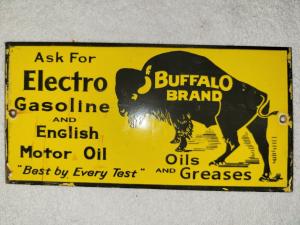 Ask For
Electro
Gasoline
AND
English
Motor Oil
"Best by Every Test"
BUFFALO
BRAND
Oils
AND Greases